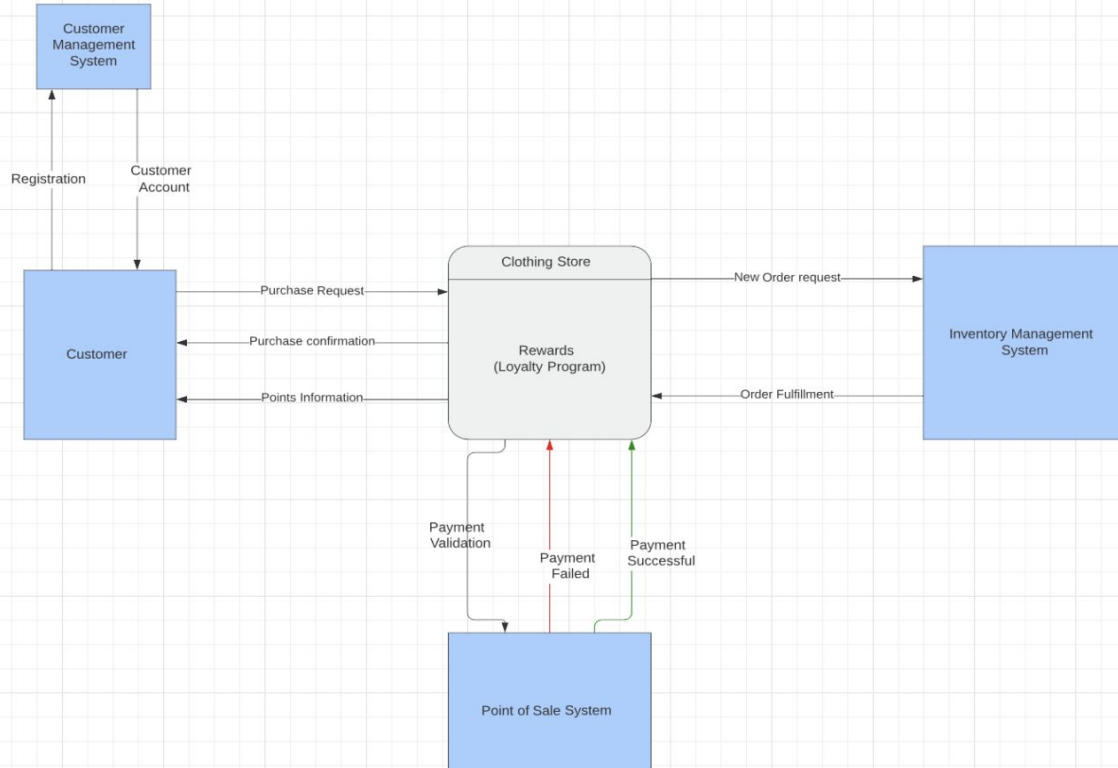 Customer
Management
System
Registration
Customer
Account
Clothing Store
Purchase Request
New Order request
Purchase confirmation
Inventory Management
System
Customer
Rewards
(Loyalty Program)
Points Information
Order Fulfillment
Payment
Validation
Payment
Failed
Payment
Successful
Point of Sale System